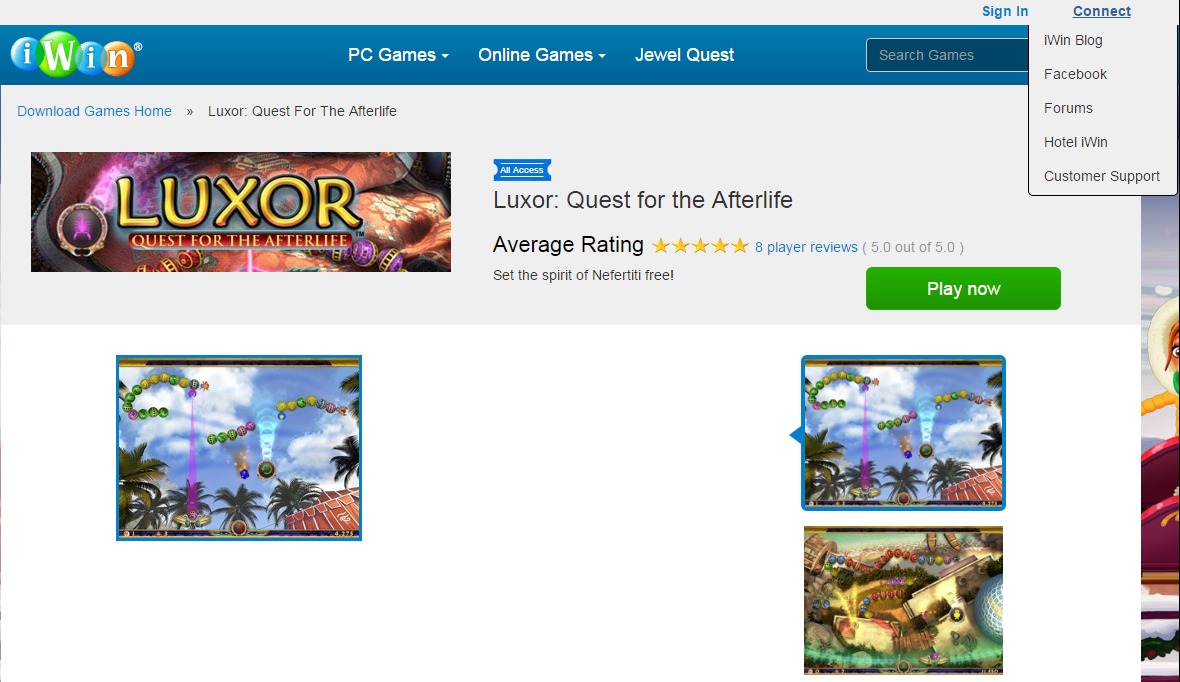 Sign In Connect
iWin®
PC Games Online Games Jewel Quest
Search Games
iWin Blog
Facebook
Forums
Hotel iWin
Customer Support
Download Games Home » Luxor: Quest For The Afterlife
LUXOR™
QUEST FOR THE AFTERLIFE
All Access
Luxor: Quest for the Afterlife
Average Rating 8 player reviews ( 5.0 out of 5.0 )
Set the spirit of Nefertiti free!
Play now